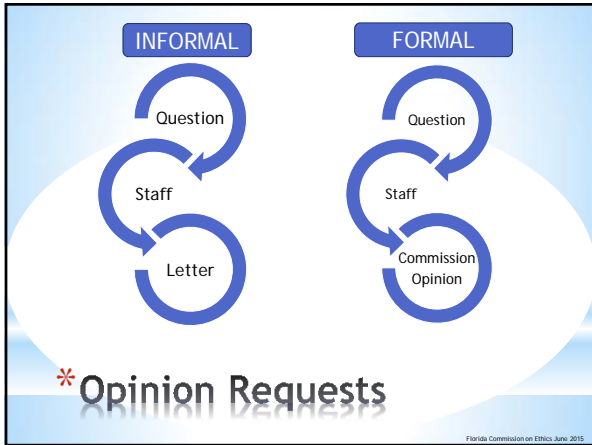 INFORMAL
Question
Staff
Letter
FORMAL
Question
Staff
Commission
Opinion
*Opinion Requests
Florida Commission on Ethics June 2015